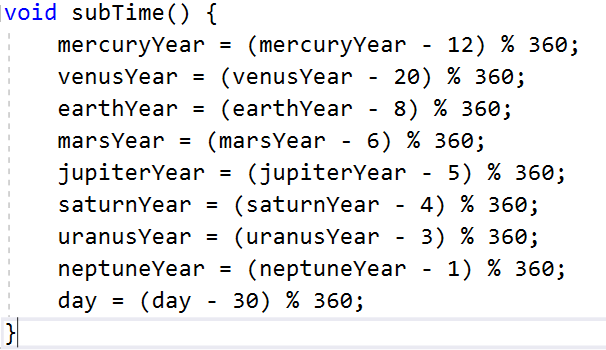 void subTime() {
    mercuryYear = (mercuryYear - 12) % 360;
    venusYear = (venusYear - 20) % 360;
    earthYear = (earthYear - 8) % 360;
    marsYear = (marsYear - 6) % 360;
    jupiterYear = (jupiterYear - 5) % 360;
    saturnYear = (saturnYear - 4) % 360;
    uranusYear = (uranusYear - 3) % 360;
    neptuneYear = (neptuneYear - 1) % 360;
    day = (day - 30) % 360;
}